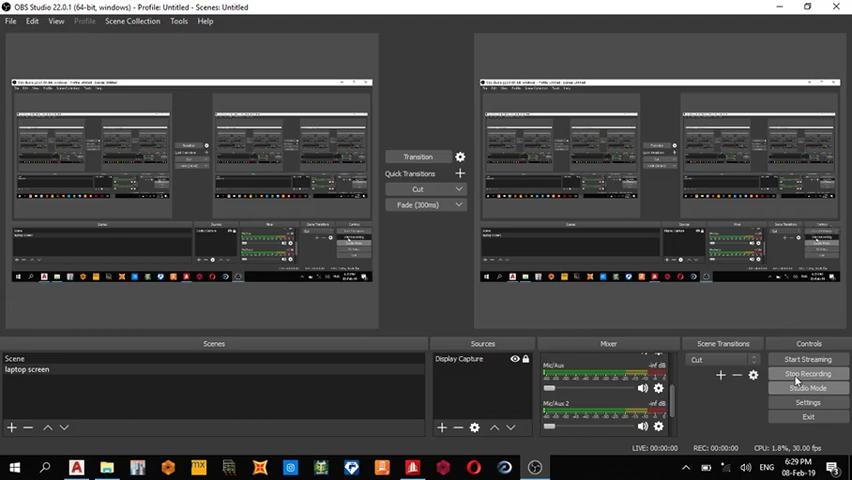 OBS Studio 22.0.1 (64-bit, windows) - Profile: Untitled - Scenes: Untitled
File Edit View Profile Scene Collection Tools Help
Transition
Quick Transitions
Cut
Fade (300ms)
Scenes Sources Mixer Scene Transitions Controls
Scene
laptop screen
Display Capture
Mic/Aux -inf dB
Mic/Aux 2 -inf dB
Cut
Start Streaming
Stop Recording
Studio Mode
Settings
Exit
LIVE: 00:00:00 REC: 00:00:00 CPU: 1.8%, 30.00 fps
ENG
6:29 PM
08-Feb-19
3